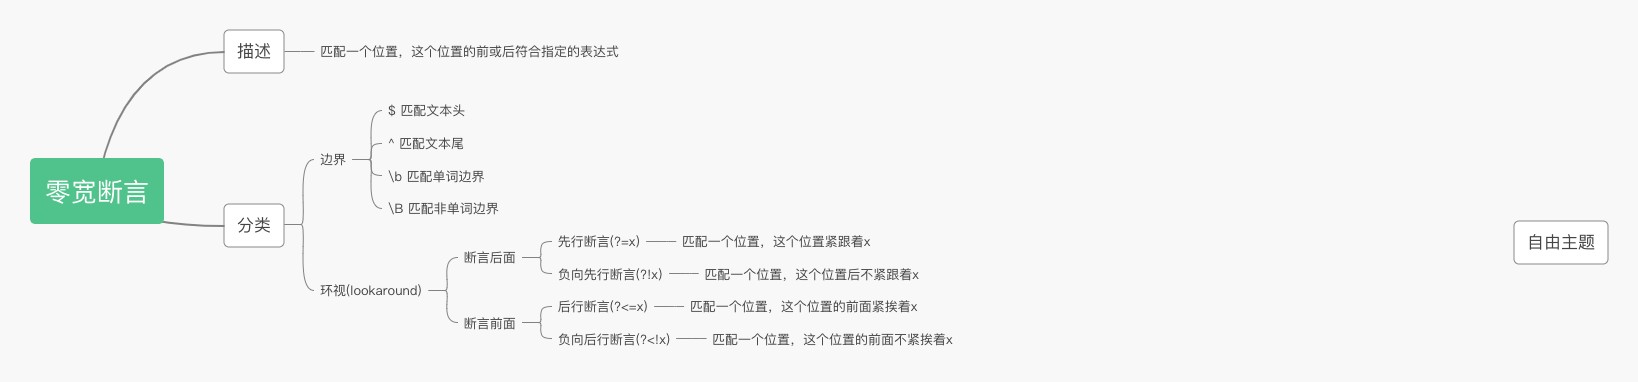 零宽断言
描述
匹配一个位置，这个位置的前或后符合指定的表达式
分类
边界
$ 匹配文本头
^ 匹配文本尾
\b 匹配单词边界
\B 匹配非单词边界
环视(lookaround)
断言后面
先行断言(?=x)
匹配一个位置，这个位置紧跟着x
负向先行断言(?!x)
匹配一个位置，这个位置后不紧跟着x
断言前面
后行断言(?<=x)
匹配一个位置，这个位置的前面紧挨着x
负向后行断言(?<!x)
匹配一个位置，这个位置的前面不紧挨着x
自由主题